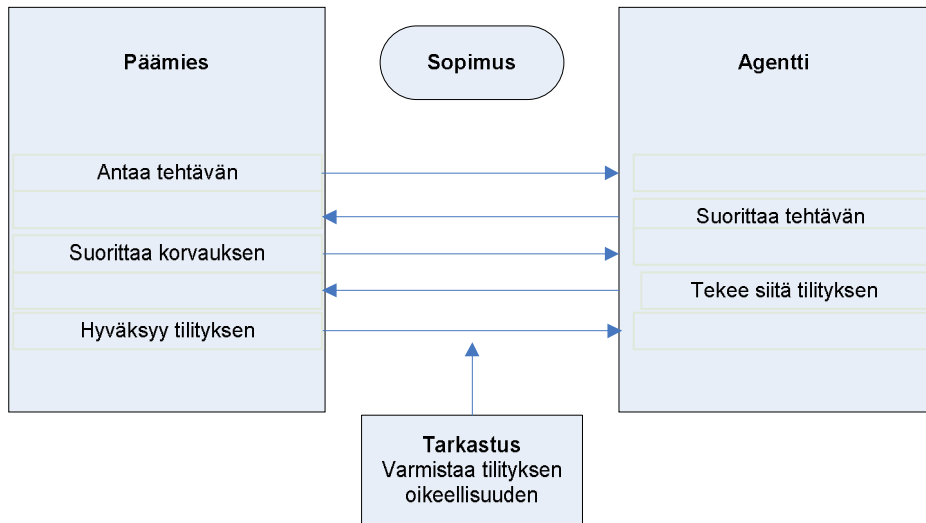 Päämies
Sopimus
Agentti
Antaa tehtävän
Suorittaa tehtävän
Suorittaa korvauksen
Tekee siitä tilityksen
Hyväksyy tilityksen
Tarkastus
Varmistaa tilityksen
oikeellisuuden